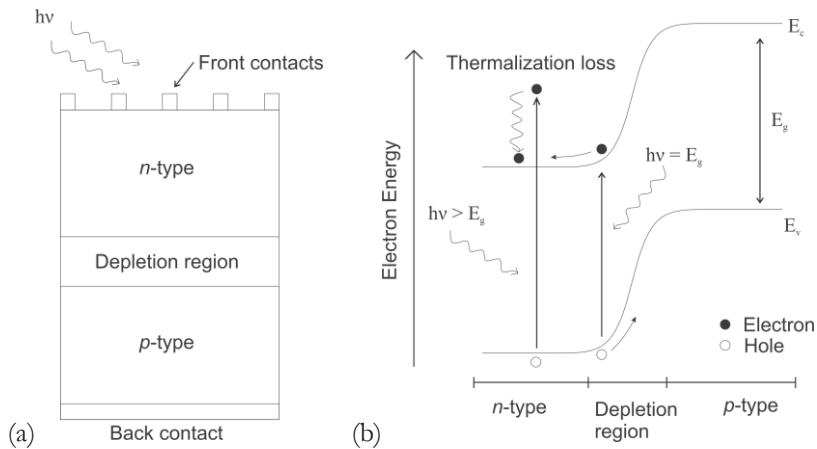 hν
Front contacts
n-type
Depletion region
p-type
Back contact
(a)
Electron Energy
Thermalization loss
hν > E_g
hν = E_g
E_c
E_g
E_v
Electron
Hole
n-type
Depletion
region
p-type
(b)